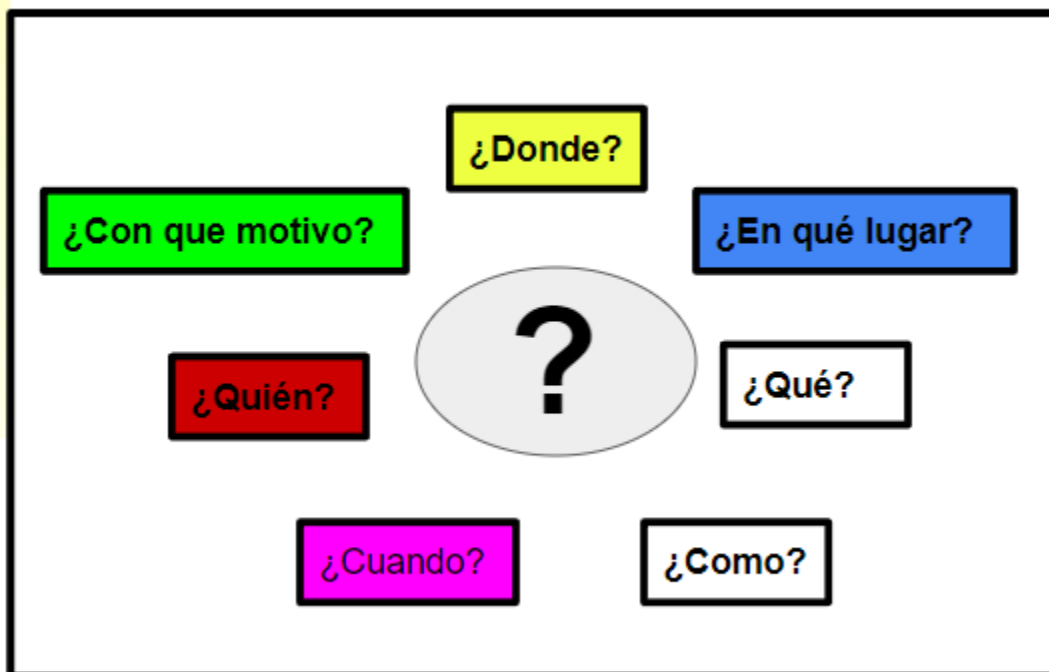 ¿Donde?
¿Con que motivo?
¿En qué lugar?
?
¿Quién?
¿Qué?
¿Cuando?
¿Como?